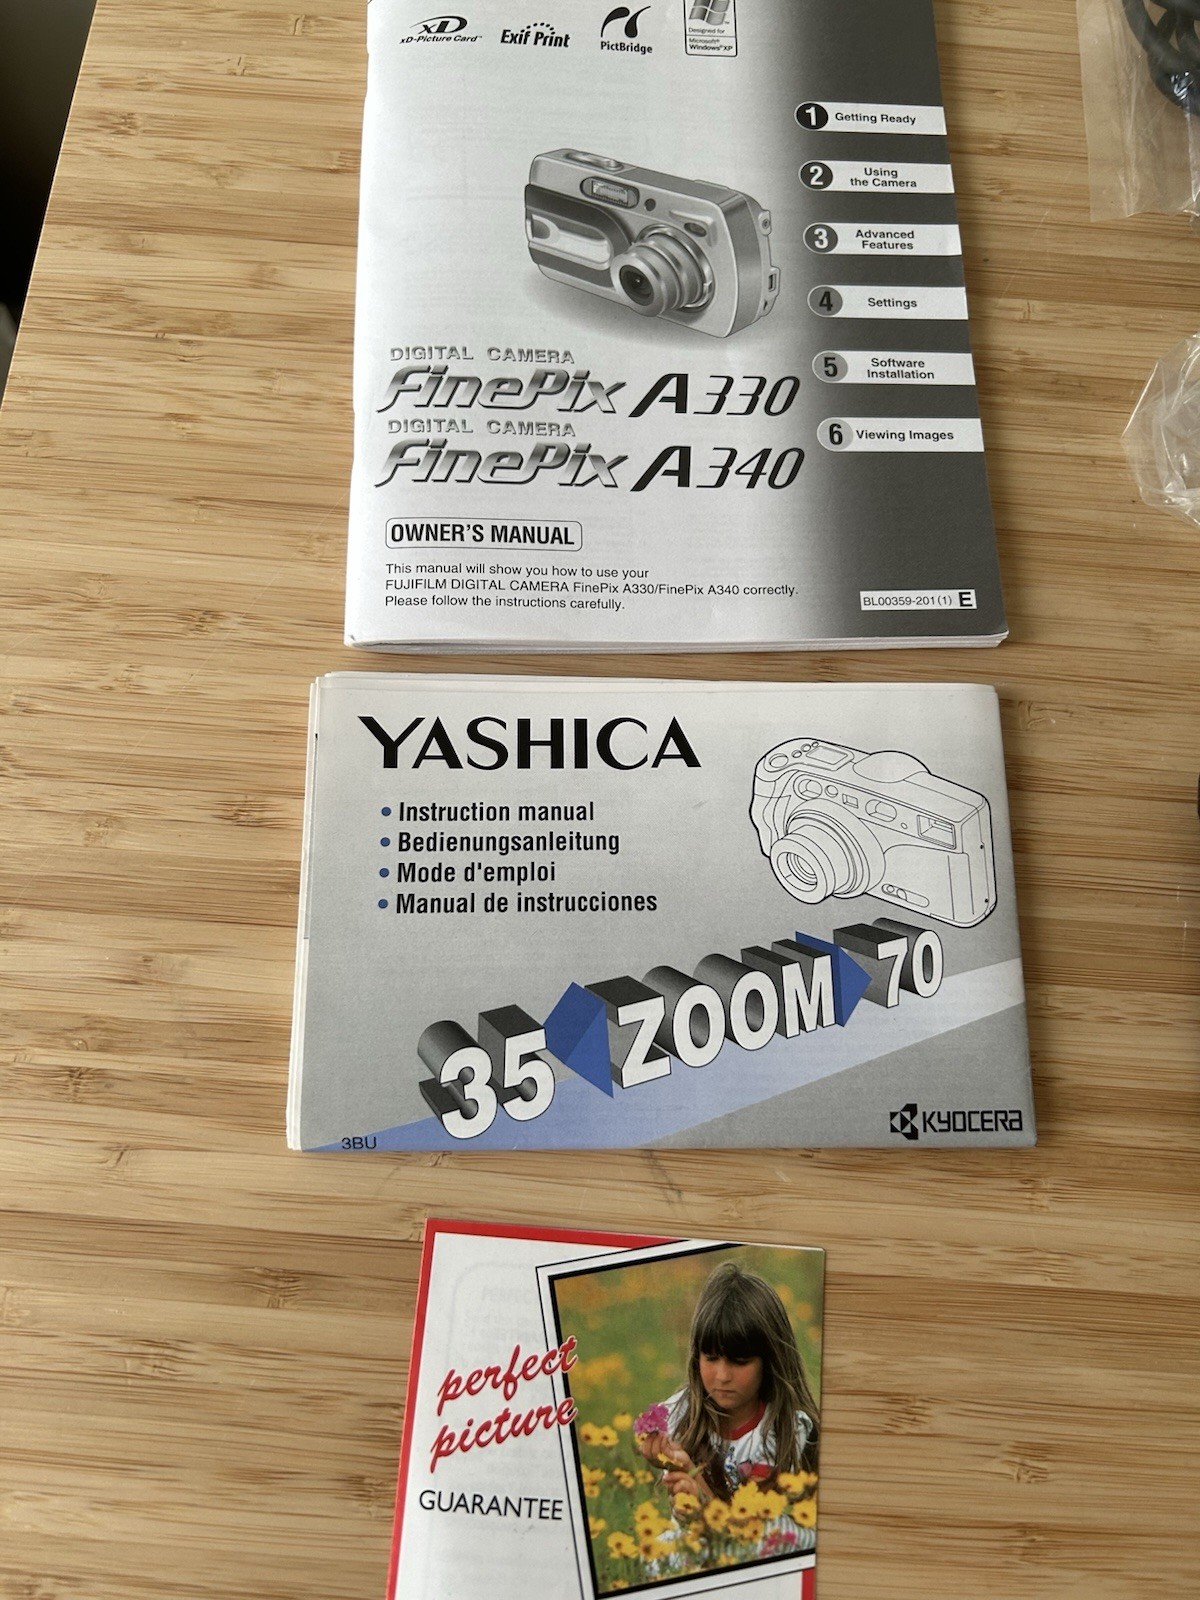 xD
xD-Picture Card™
Exif Print
PictBridge
Designed for
Microsoft®
Windows®XP
1 Getting Ready
2 Using
the Camera
3 Advanced
Features
4 Settings
5 Software
Installation
6 Viewing Images
DIGITAL CAMERA
FinePix A330
DIGITAL CAMERA
FinePix A340
OWNER'S MANUAL
This manual will show you how to use your
FUJIFILM DIGITAL CAMERA FinePix A330/FinePix A340 correctly.
Please follow the instructions carefully.
BL00359-201(1) E
YASHICA
• Instruction manual
• Bedienungsanleitung
• Mode d'emploi
• Manual de instrucciones
35 ZOOM 70
3BU
KYOCERA
perfect
picture
GUARANTEE